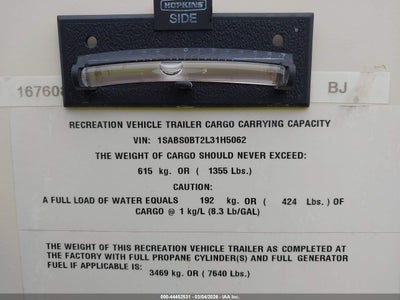 HOPKINS
SIDE
167608
BJ
RECREATION VEHICLE TRAILER CARGO CARRYING CAPACITY
VIN: 1SABS0BT2L31H5062
THE WEIGHT OF CARGO SHOULD NEVER EXCEED:
615 kg. OR ( 1355 Lbs.)
CAUTION:
A FULL LOAD OF WATER EQUALS 192 kg. OR ( 424 Lbs. ) OF
CARGO @ 1 kg/L (8.3 Lb/GAL)
THE WEIGHT OF THIS RECREATION VEHICLE TRAILER AS COMPLETED AT
THE FACTORY WITH FULL PROPANE CYLINDER(S) AND FULL GENERATOR
FUEL IF APPLICABLE IS:
3469 kg. OR ( 7640 Lbs.)
000-44452531 - 03/04/2026 - IAA Inc.